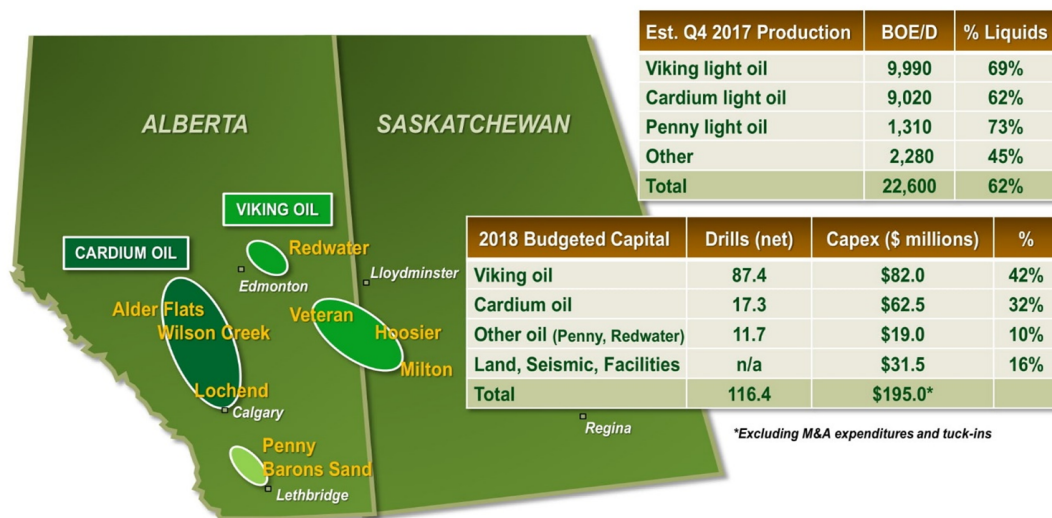 Est. Q4 2017 Production BOE/D % Liquids
Viking light oil 9,990 69%
Cardium light oil 9,020 62%
Penny light oil 1,310 73%
Other 2,280 45%
Total 22,600 62%
ALBERTA
SASKATCHEWAN
VIKING OIL
CARDIUM OIL
Redwater
Edmonton
Lloydminster
Alder Flats
Wilson Creek
Veteran
Hoosier
Milton
Lochend
Calgary
Penny
Barons Sand
Lethbridge
Regina
2018 Budgeted Capital Drills (net) Capex ($ millions) %
Viking oil 87.4 $82.0 42%
Cardium oil 17.3 $62.5 32%
Other oil (Penny, Redwater) 11.7 $19.0 10%
Land, Seismic, Facilities n/a $31.5 16%
Total 116.4 $195.0*
*Excluding M&A expenditures and tuck-ins